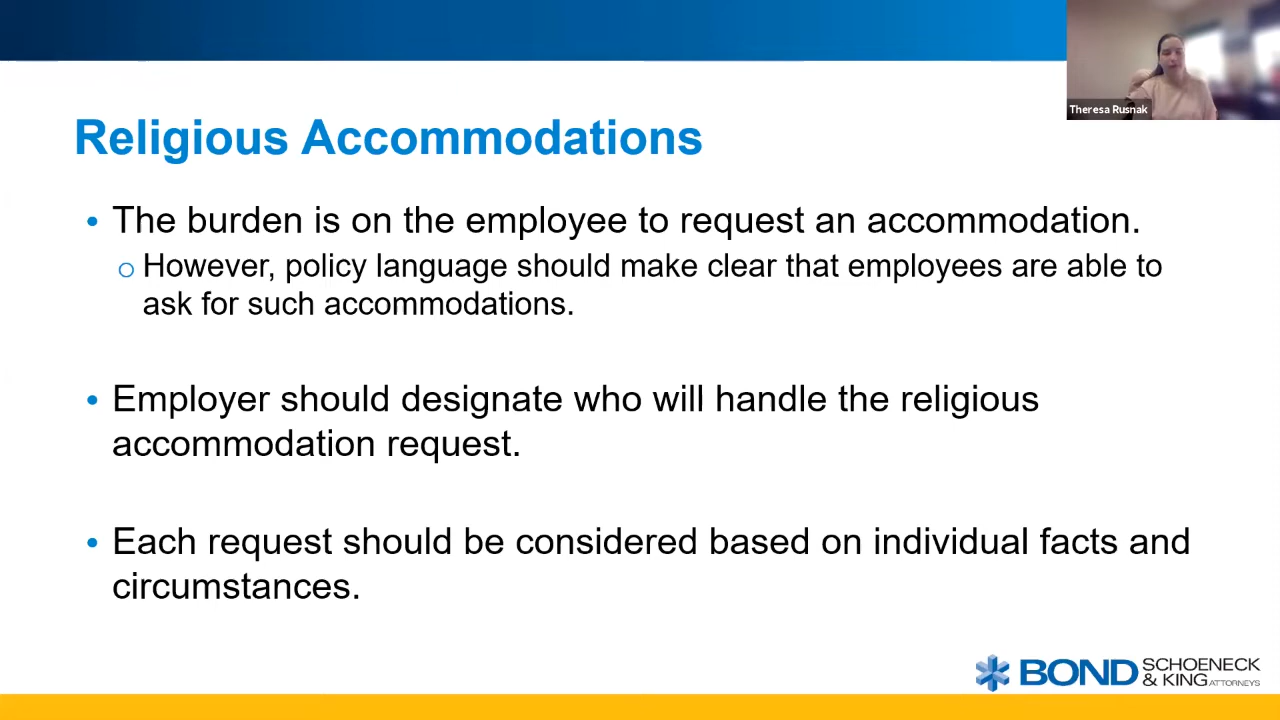 Theresa Rusnak
Religious Accommodations
• The burden is on the employee to request an accommodation.
o However, policy language should make clear that employees are able to
ask for such accommodations.
• Employer should designate who will handle the religious
accommodation request.
• Each request should be considered based on individual facts and
circumstances.
BOND SCHOENECK
& KING ATTORNEYS